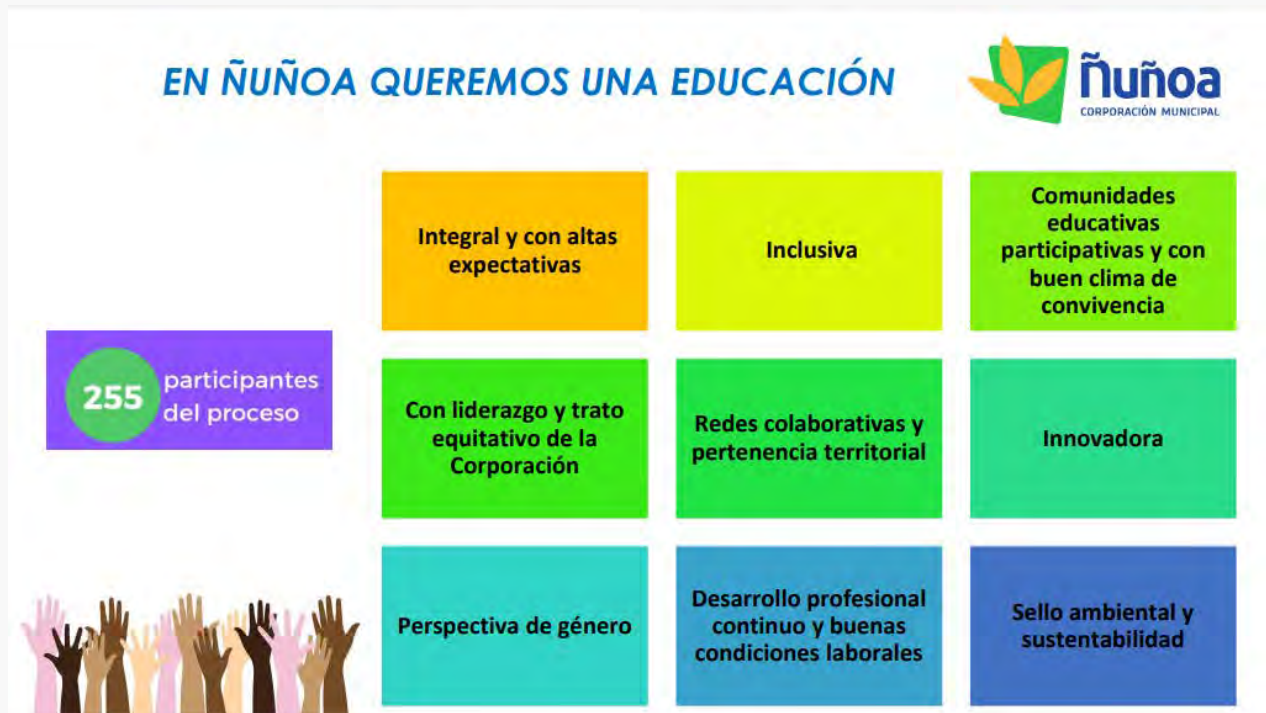 EN ÑUÑOA QUEREMOS UNA EDUCACIÓN
Ñuñoa
CORPORACIÓN MUNICIPAL
255
participantes
del proceso
Integral y con altas
expectativas
Inclusiva
Comunidades
educativas
participativas y con
buen clima de
convivencia
Con liderazgo y trato
equitativo de la
Corporación
Redes colaborativas y
pertenencia territorial
Innovadora
Perspectiva de género
Desarrollo profesional
continuo y buenas
condiciones laborales
Sello ambiental y
sustentabilidad